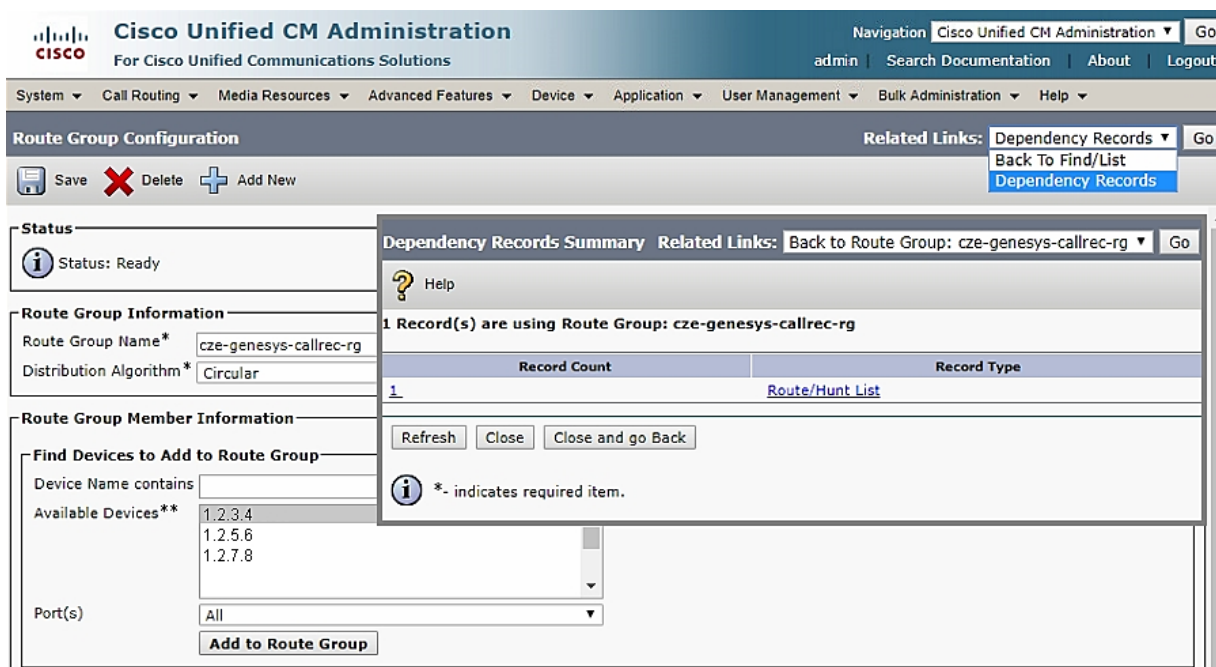 Cisco Unified CM Administration
CISCO
For Cisco Unified Communications Solutions
Navigation Cisco Unified CM Administration Go
admin | Search Documentation | About | Logout
System Call Routing Media Resources Advanced Features Device Application User Management Bulk Administration Help
Route Group Configuration
Related Links: Dependency Records Go
Back To Find/List
Dependency Records
Save Delete Add New
Status
Status: Ready
Route Group Information
Route Group Name* cze-genesys-callrec-rg
Distribution Algorithm* Circular
Route Group Member Information
Find Devices to Add to Route Group
Device Name contains
Available Devices** 1.2.3.4
1.2.5.6
1.2.7.8
Port(s) All
Add to Route Group
Dependency Records Summary Related Links: Back to Route Group: cze-genesys-callrec-rg Go
Help
1 Record(s) are using Route Group: cze-genesys-callrec-rg
Record Count Record Type
1 Route/Hunt List
Refresh Close Close and go Back
*- indicates required item.